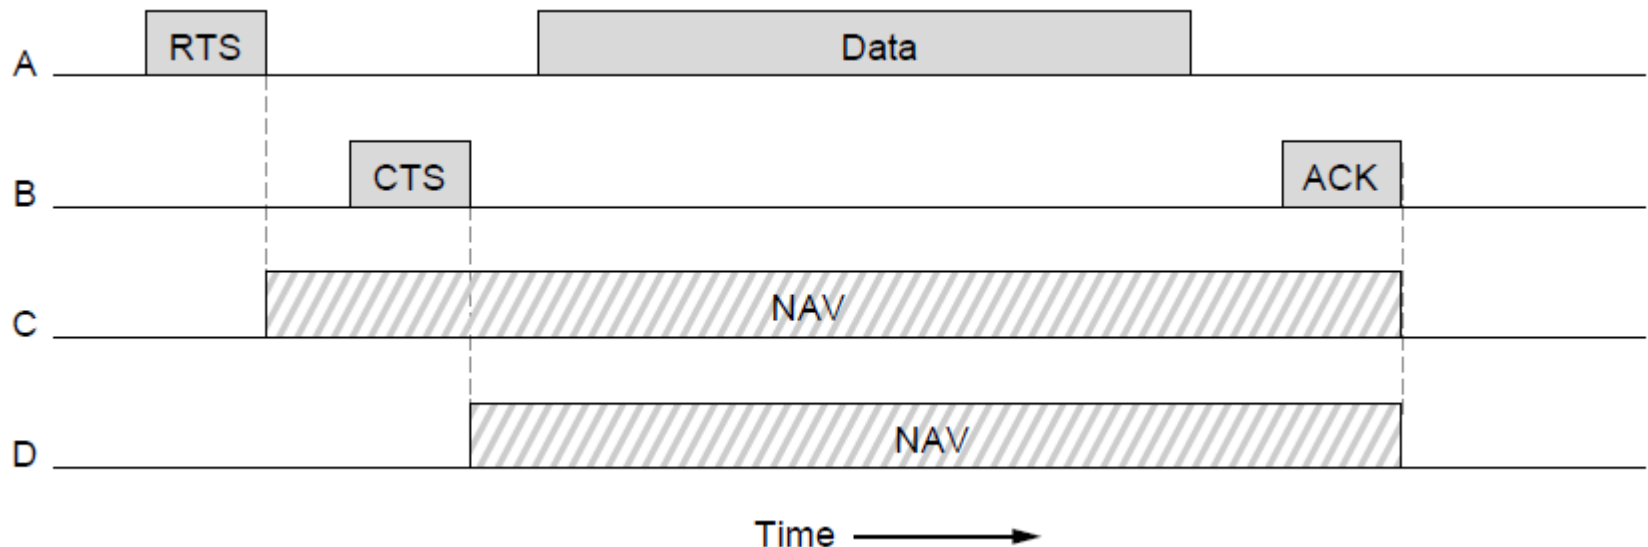 A RTS Data
B CTS ACK
C NAV
D NAV
Time